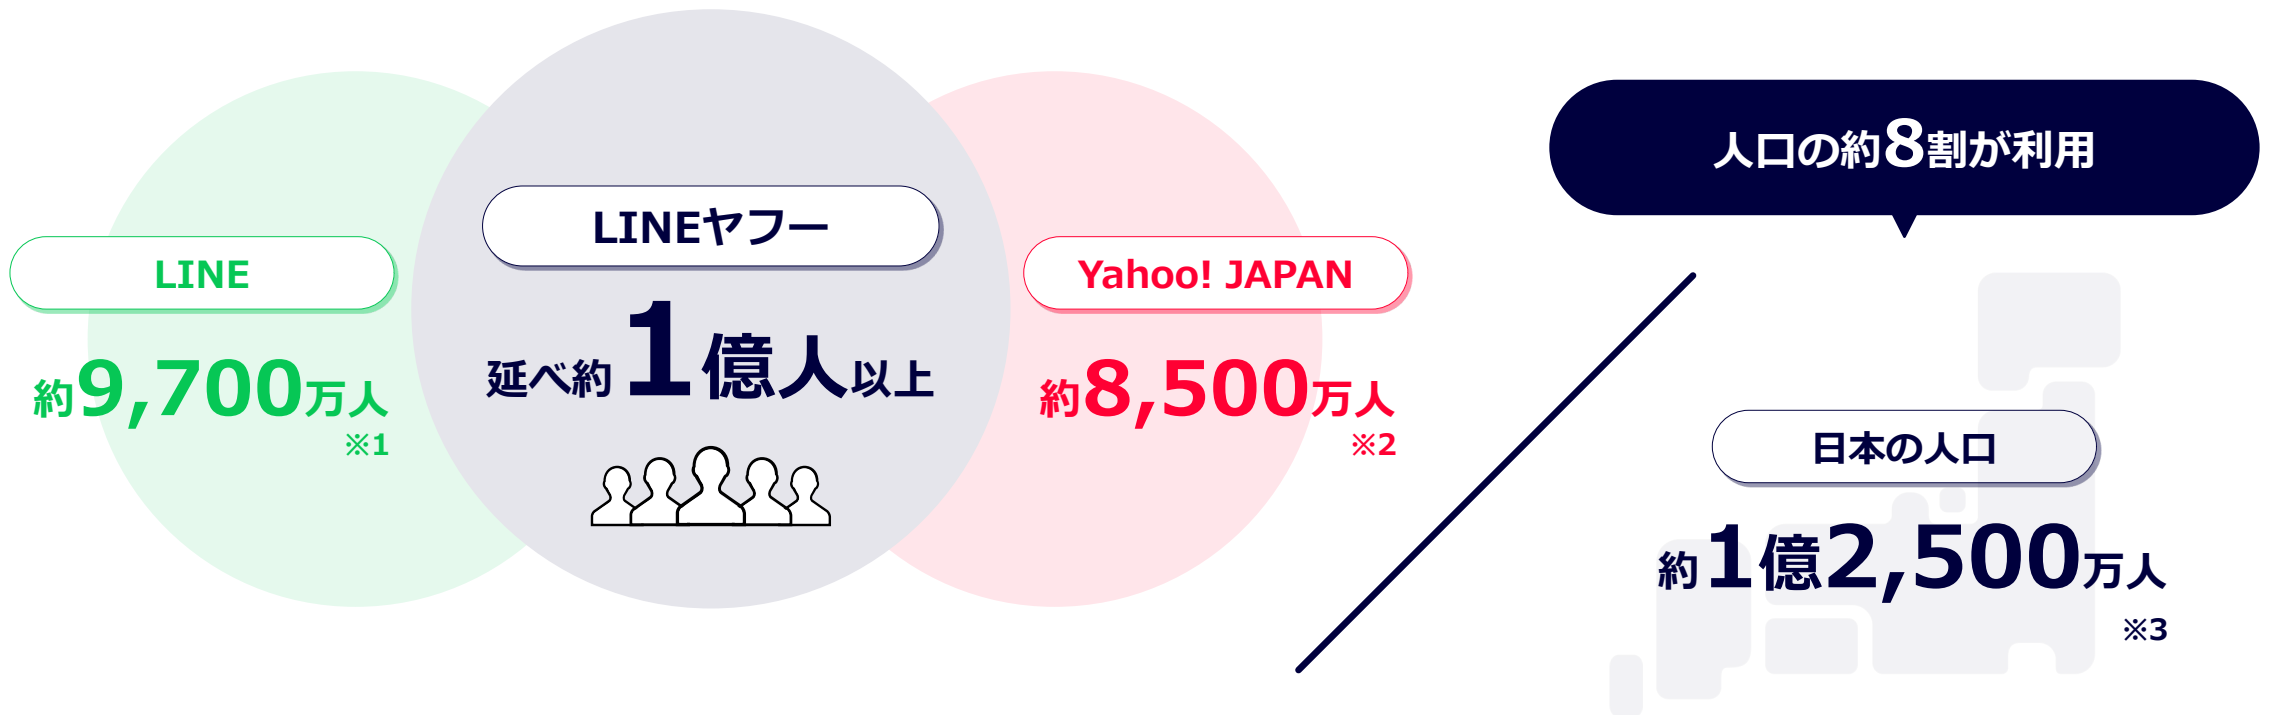 LINE
約9,700万人
※1
LINEヤフー
延べ約1億人以上
Yahoo! JAPAN
約8,500万人
※2
人口の約8割が利用
日本の人口
約1億2,500万人
※3